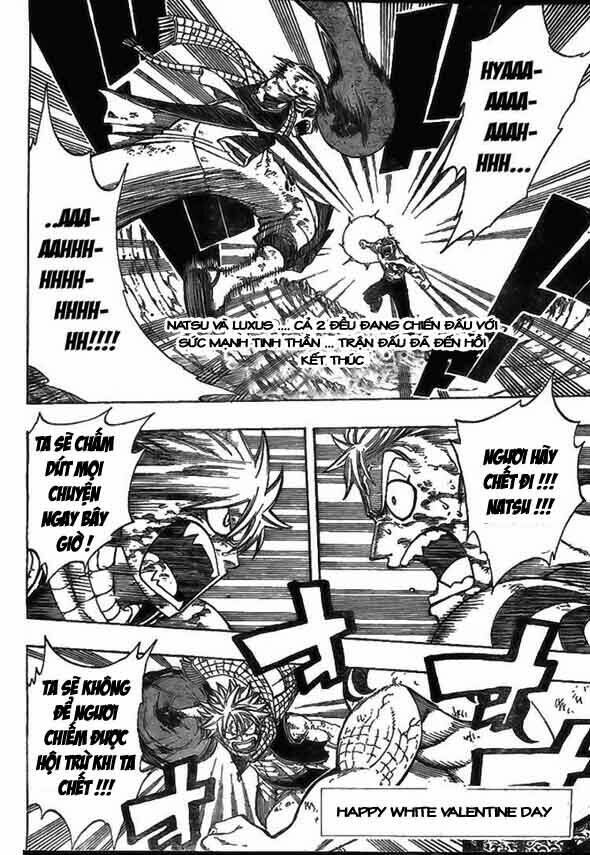 HYAAA-
AAAA-
AAAH-
HHH...
..AAA-
AAHHH-
HHHH-
HHHH-
HH!!!!
NATSU VÀ LUXUS .... CẢ 2 ĐỀU ĐANG CHIẾN ĐẤU VỚI
SỨC MẠNH TINH THẦN ... TRẬN ĐẤU ĐÃ ĐẾN HỒI
KẾT THÚC
NGƯƠI HÃY
CHẾT ĐI !!!
NATSU !!!
TA SẼ CHẤM
DỨT MỌI
CHUYỆN
NGAY BÂY
GIỜ !
オオオ
TA SẼ KHÔNG
ĐỂ NGƯƠI
CHIẾM ĐƯỢC
HỘI TRỪ KHI TA
CHẾT !!!
HAPPY WHITE VALENTINE DAY